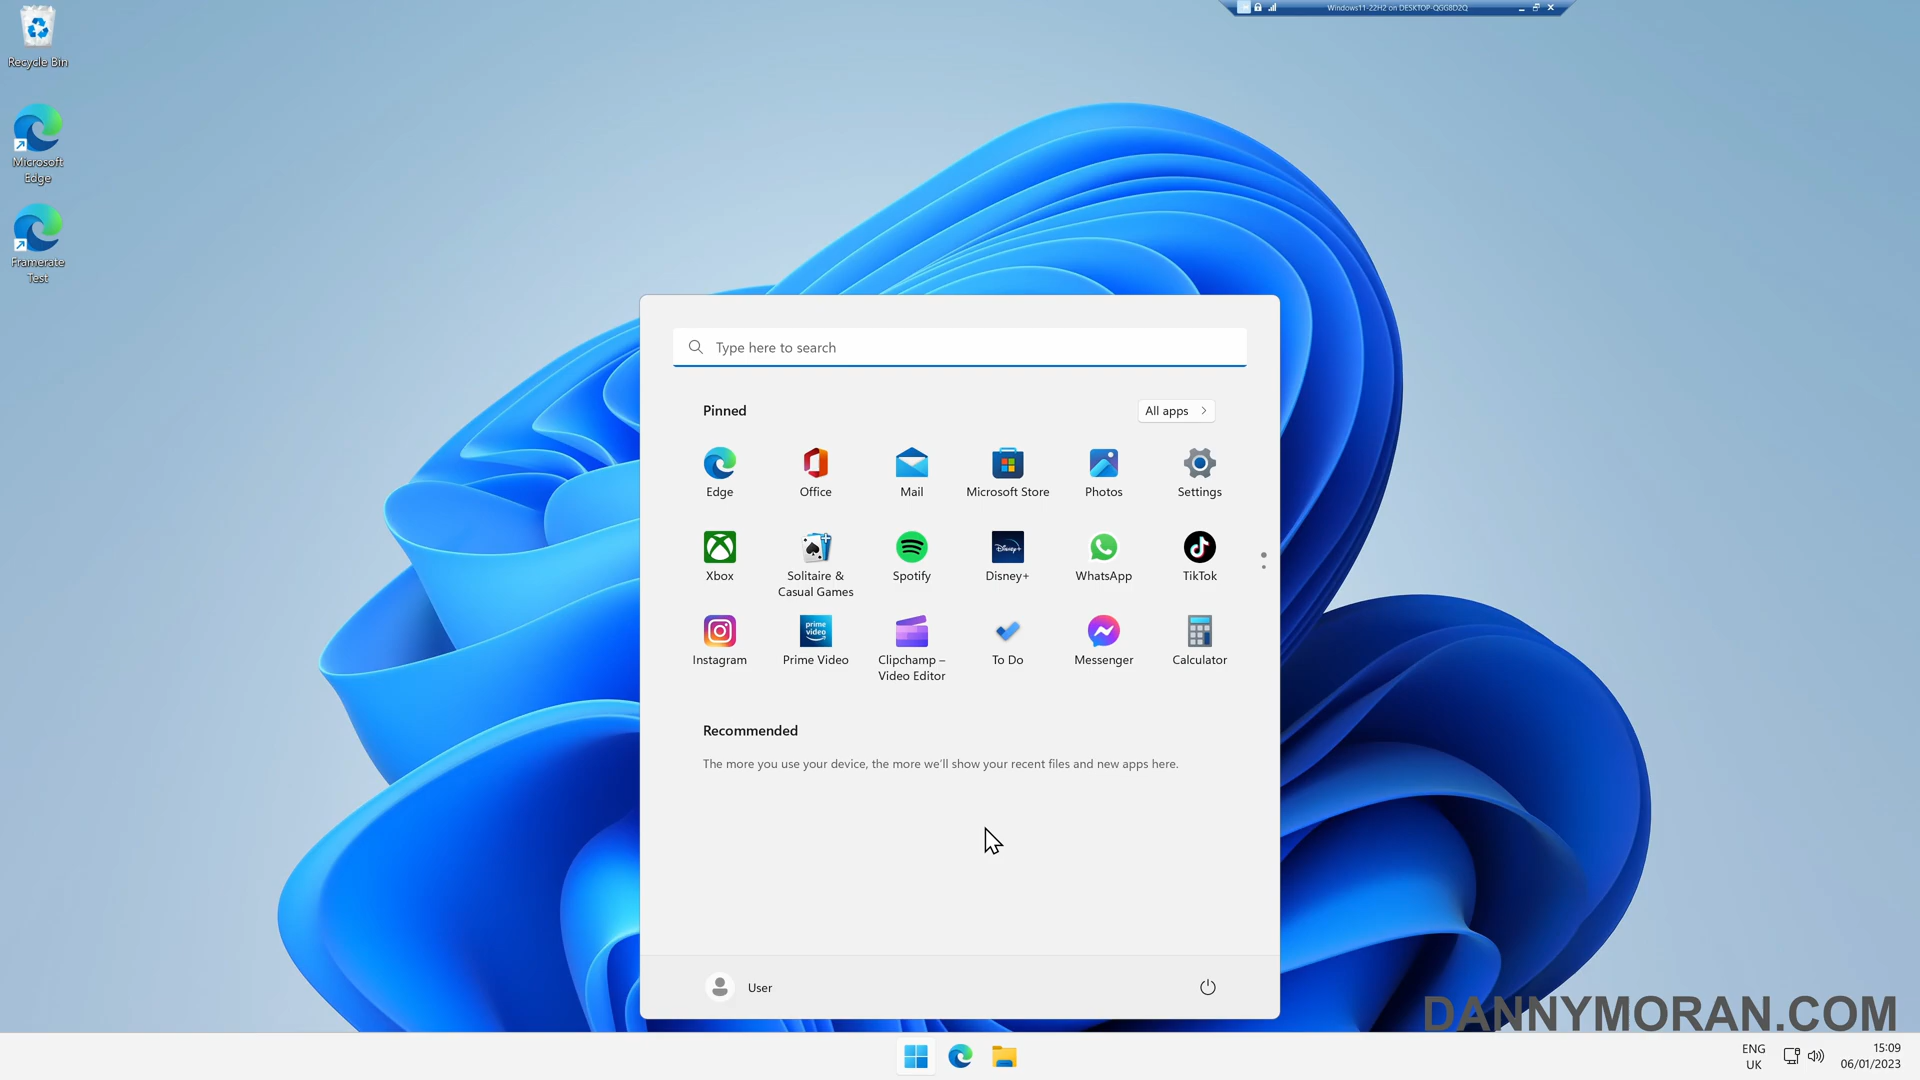 Windows11-22H2 on DESKTOP-QGG8D2Q
Recycle Bin
Microsoft
Edge
Framerate
Test
Type here to search
Pinned
All apps
Edge
Office
Mail
Microsoft Store
Photos
Settings
Xbox
Solitaire &
Casual Games
Spotify
Disney+
Disney+
WhatsApp
TikTok
prime
video
Instagram
Prime Video
Clipchamp –
Video Editor
To Do
Messenger
Calculator
Recommended
The more you use your device, the more we'll show your recent files and new apps here.
User
DANNYMORAN.COM
ENG
UK
15:09
06/01/2023